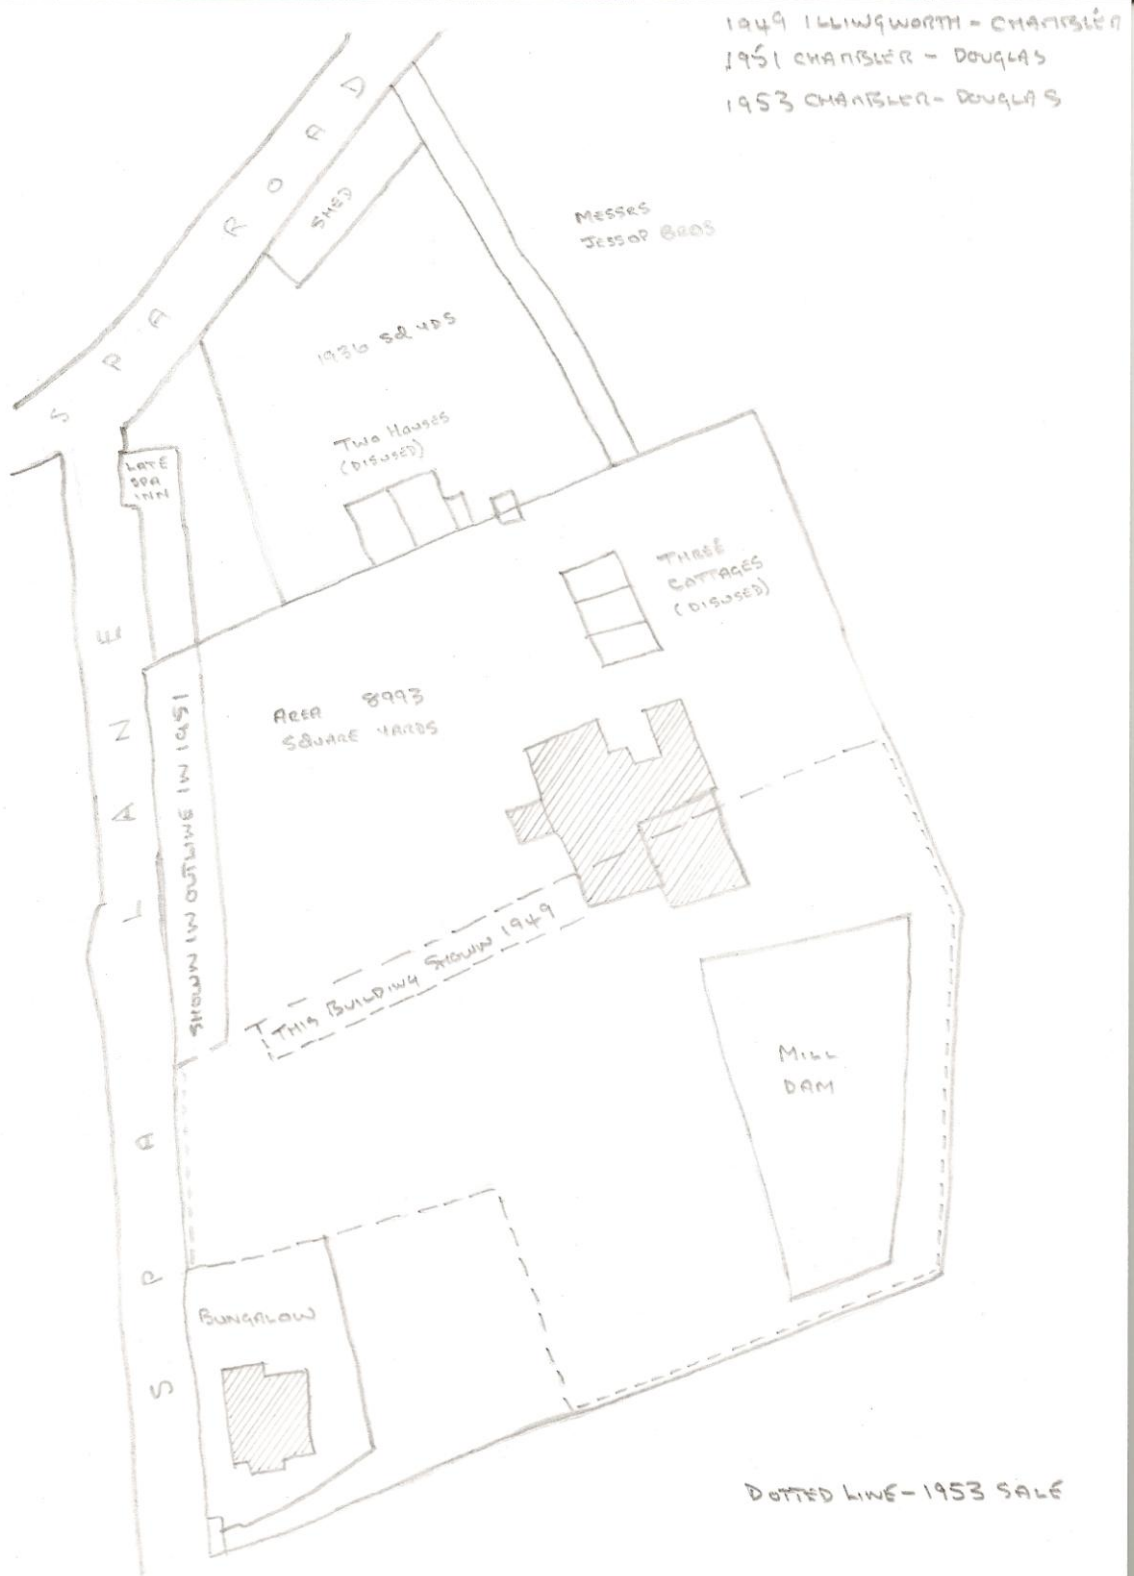 1949 ILLINGWORTH - CHAMBLER
1951 CHAMBLER - DOUGLAS
1953 CHAMBLER - DOUGLAS
SPA ROAD
SHED
MESSRS
JESSOP BROS
1936 SQ YDS
TWO HOUSES
(DISUSED)
LATE
SPA
INN
THREE
COTTAGES
(DISUSED)
AREA 8993
SQUARE YARDS
SHOWN IN OUTLINE IN 1951
SPA LANE
THIS BUILDING SHOWN 1949
MILL
DAM
BUNGALOW
DOTTED LINE - 1953 SALE